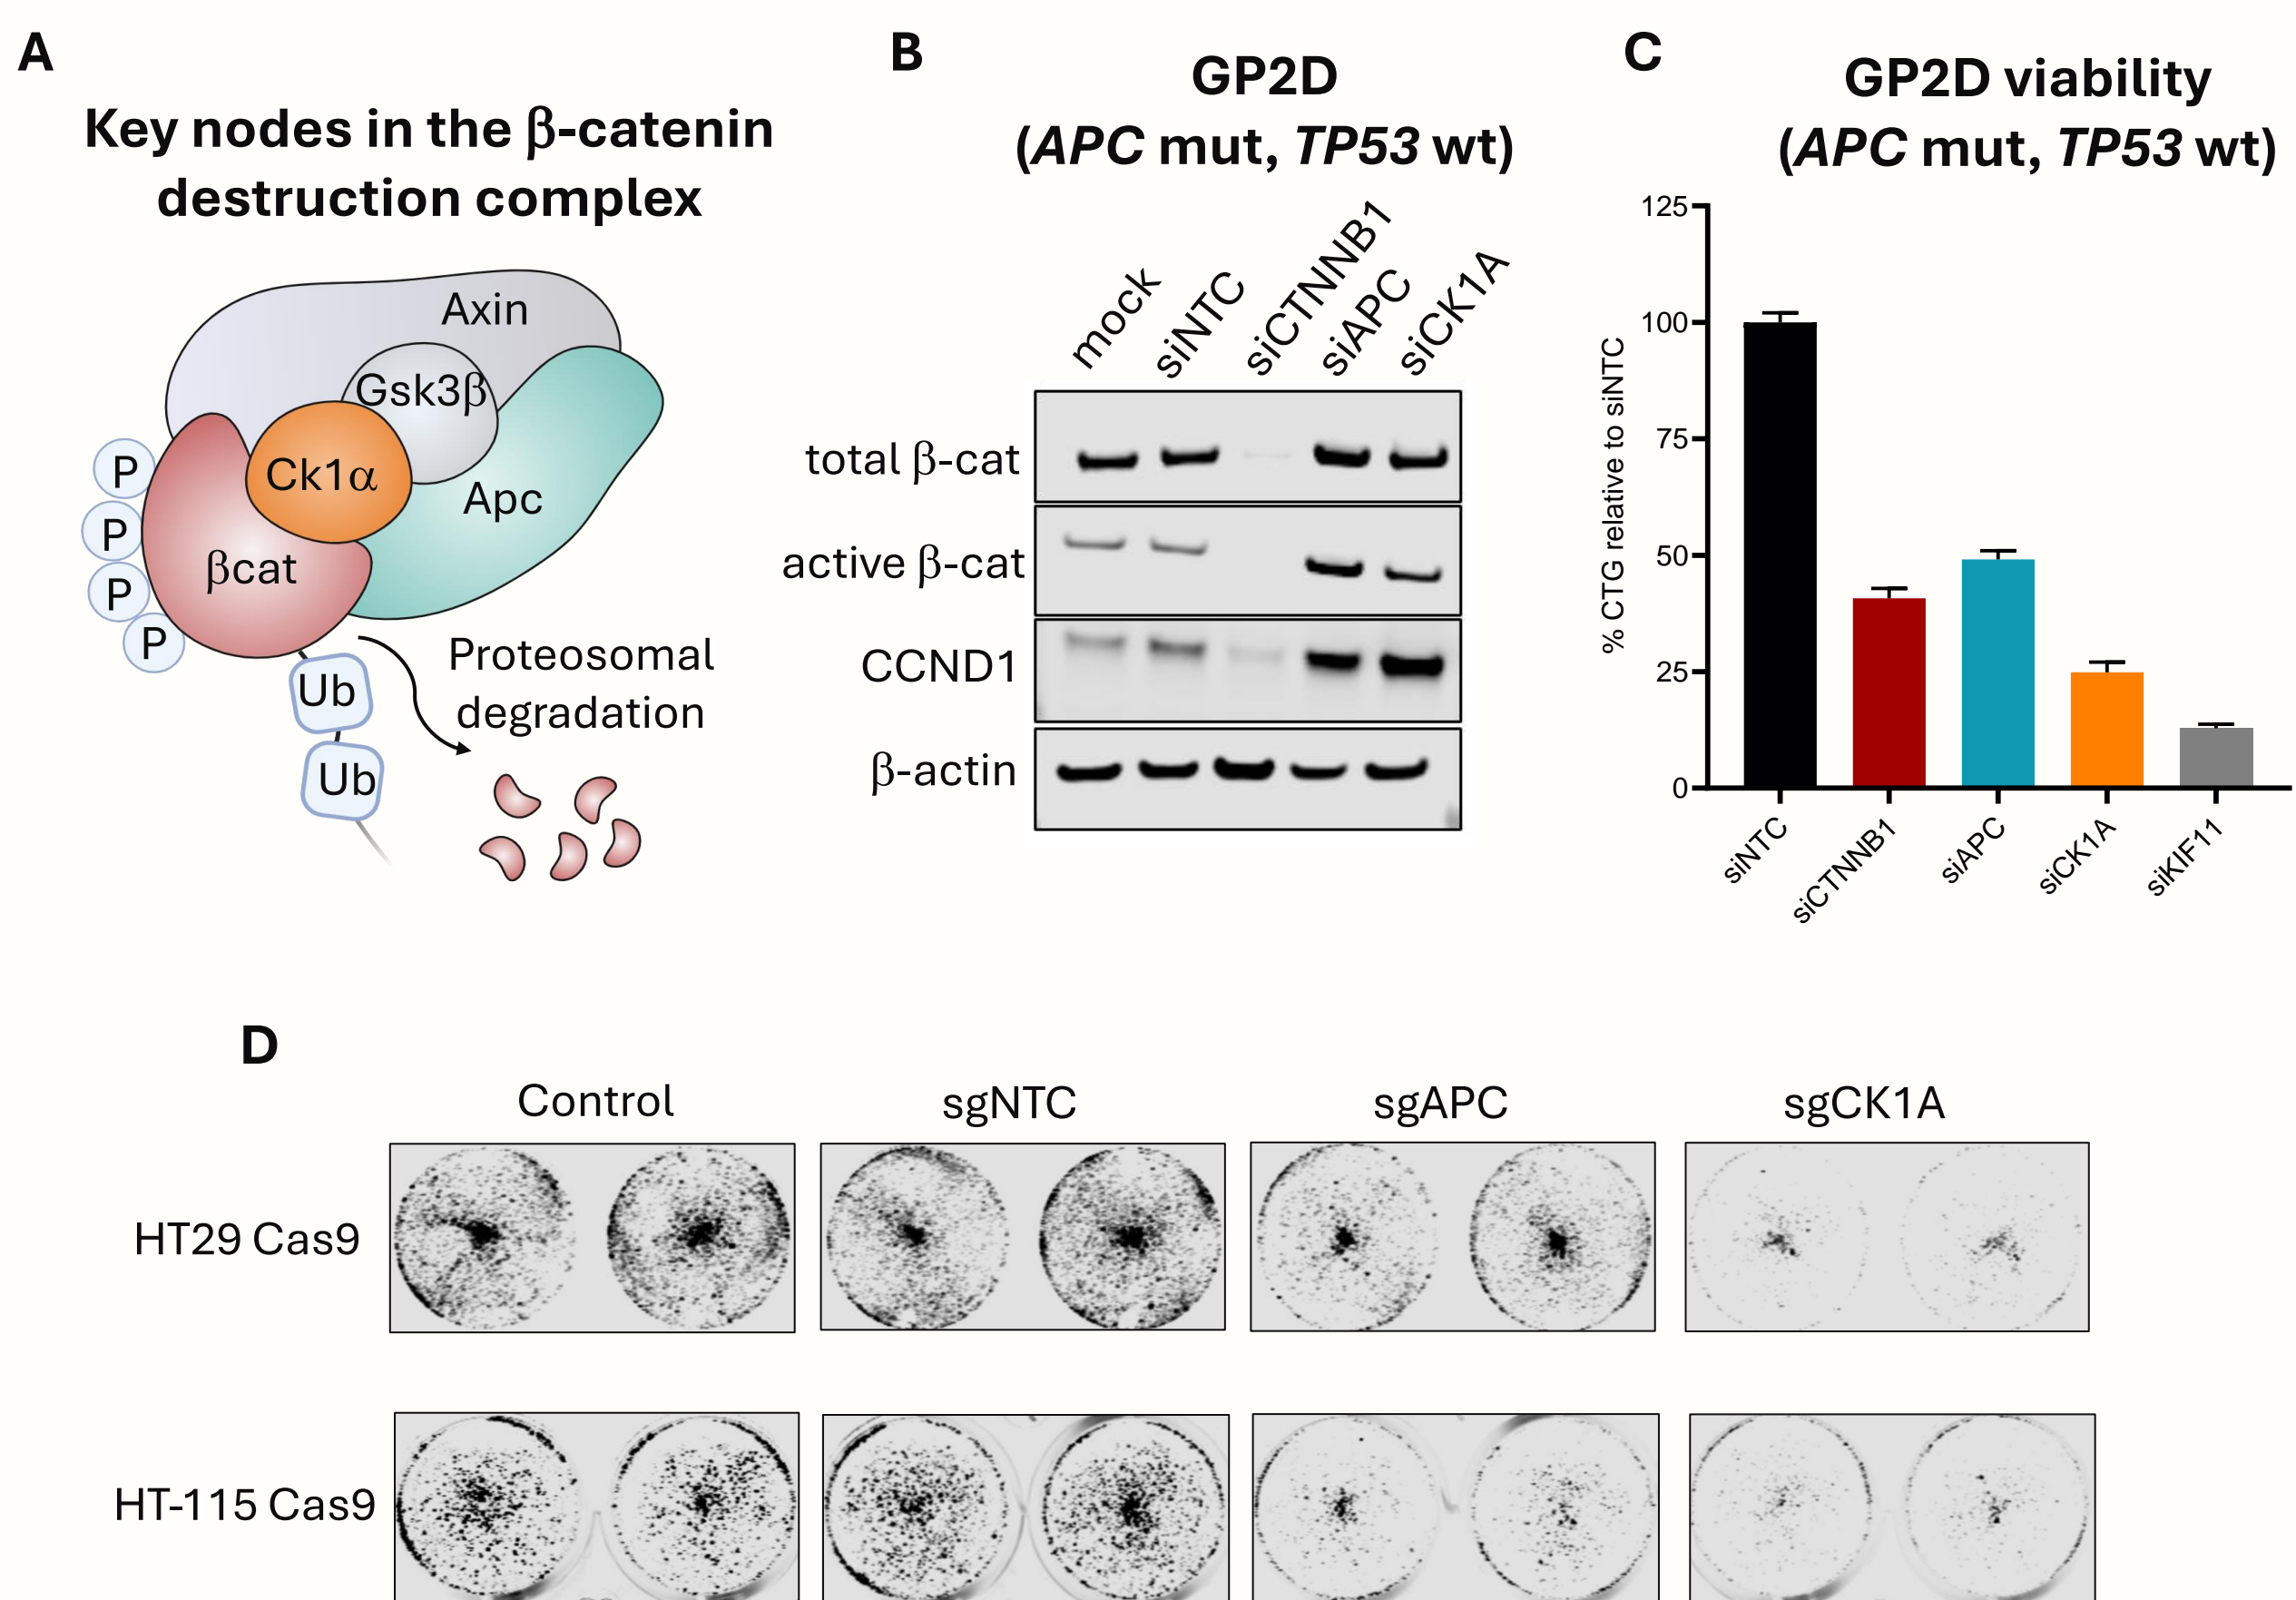 A
Key nodes in the β-catenin
destruction complex
Axin
Gsk3β
Ck1α
Apc
βcat
P
P
P
P
Ub
Ub
Proteosomal
degradation
B
GP2D
(APC mut, TP53 wt)
mock
siNTC
siCTNNB1
siAPC
siCK1A
total β-cat
active β-cat
CCND1
β-actin
C
GP2D viability
(APC mut, TP53 wt)
% CTG relative to siNTC
125
100
75
50
25
0
siNTC
siCTNNB1
siAPC
siCK1A
siKIF11
D
Control
sgNTC
sgAPC
sgCK1A
HT29 Cas9
HT-115 Cas9